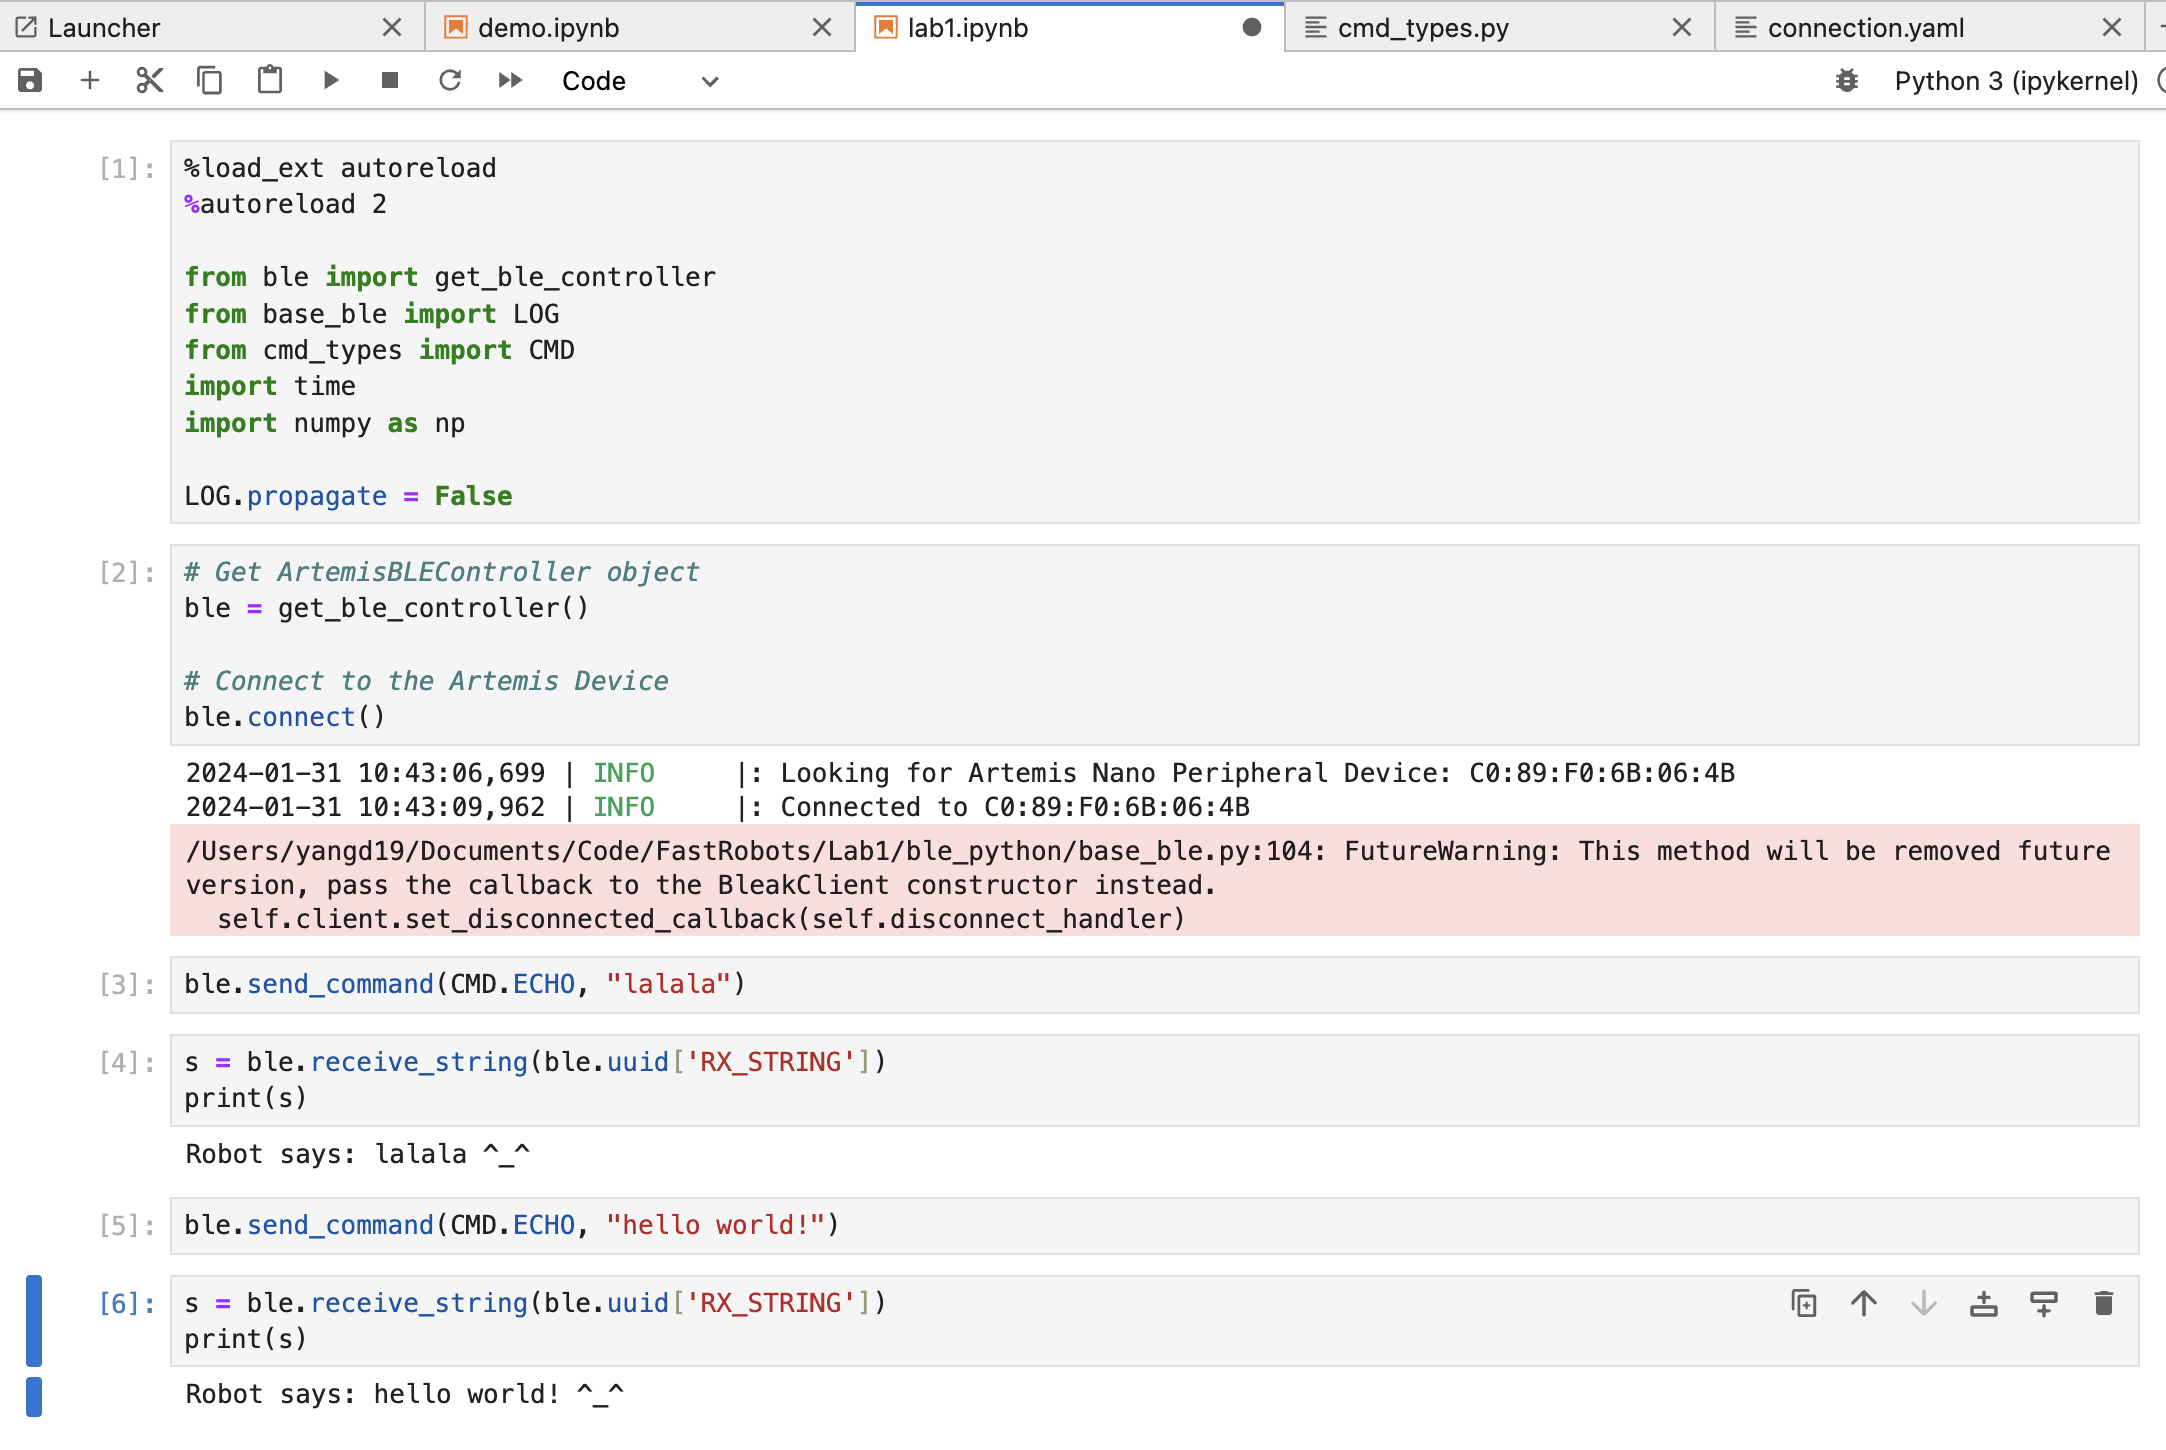 Launcher
demo.ipynb
lab1.ipynb
cmd_types.py
connection.yaml
Code
Python 3 (ipykernel)
[1]:
%load_ext autoreload
%autoreload 2
from ble import get_ble_controller
from base_ble import LOG
from cmd_types import CMD
import time
import numpy as np
LOG.propagate = False
[2]:
# Get ArtemisBLEController object
ble = get_ble_controller()
# Connect to the Artemis Device
ble.connect()
2024-01-31 10:43:06,699 | INFO     |: Looking for Artemis Nano Peripheral Device: C0:89:F0:6B:06:4B
2024-01-31 10:43:09,962 | INFO     |: Connected to C0:89:F0:6B:06:4B
/Users/yangd19/Documents/Code/FastRobots/Lab1/ble_python/base_ble.py:104: FutureWarning: This method will be removed future
version, pass the callback to the BleakClient constructor instead.
  self.client.set_disconnected_callback(self.disconnect_handler)
[3]:
ble.send_command(CMD.ECHO, "lalala")
[4]:
s = ble.receive_string(ble.uuid['RX_STRING'])
print(s)
Robot says: lalala ^_^
[5]:
ble.send_command(CMD.ECHO, "hello world!")
[6]:
s = ble.receive_string(ble.uuid['RX_STRING'])
print(s)
Robot says: hello world! ^_^